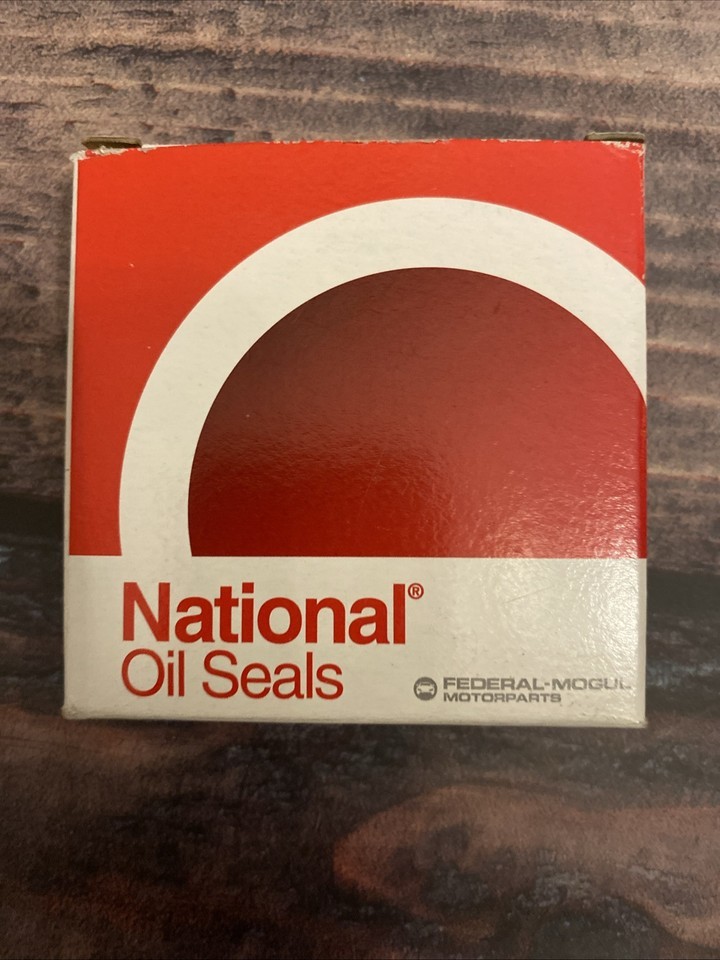 National®
Oil Seals
FEDERAL-MOGUL
MOTORPARTS